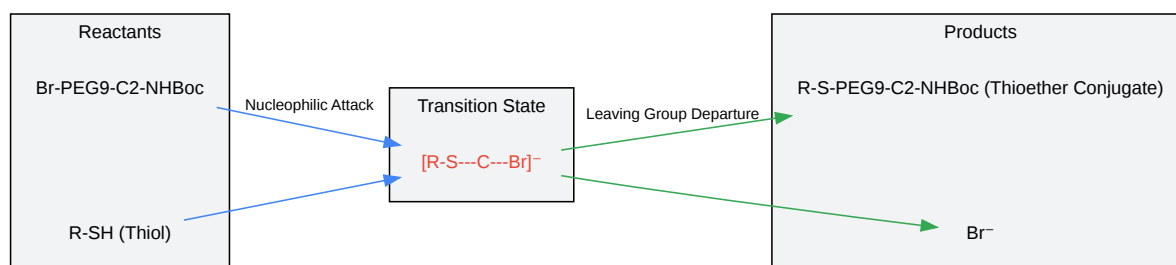 Reactants
Br-PEG9-C2-NHBoc
R-SH (Thiol)
Nucleophilic Attack
Transition State
[R-S---C---Br]⁻
Leaving Group Departure
Products
R-S-PEG9-C2-NHBoc (Thioether Conjugate)
Br⁻